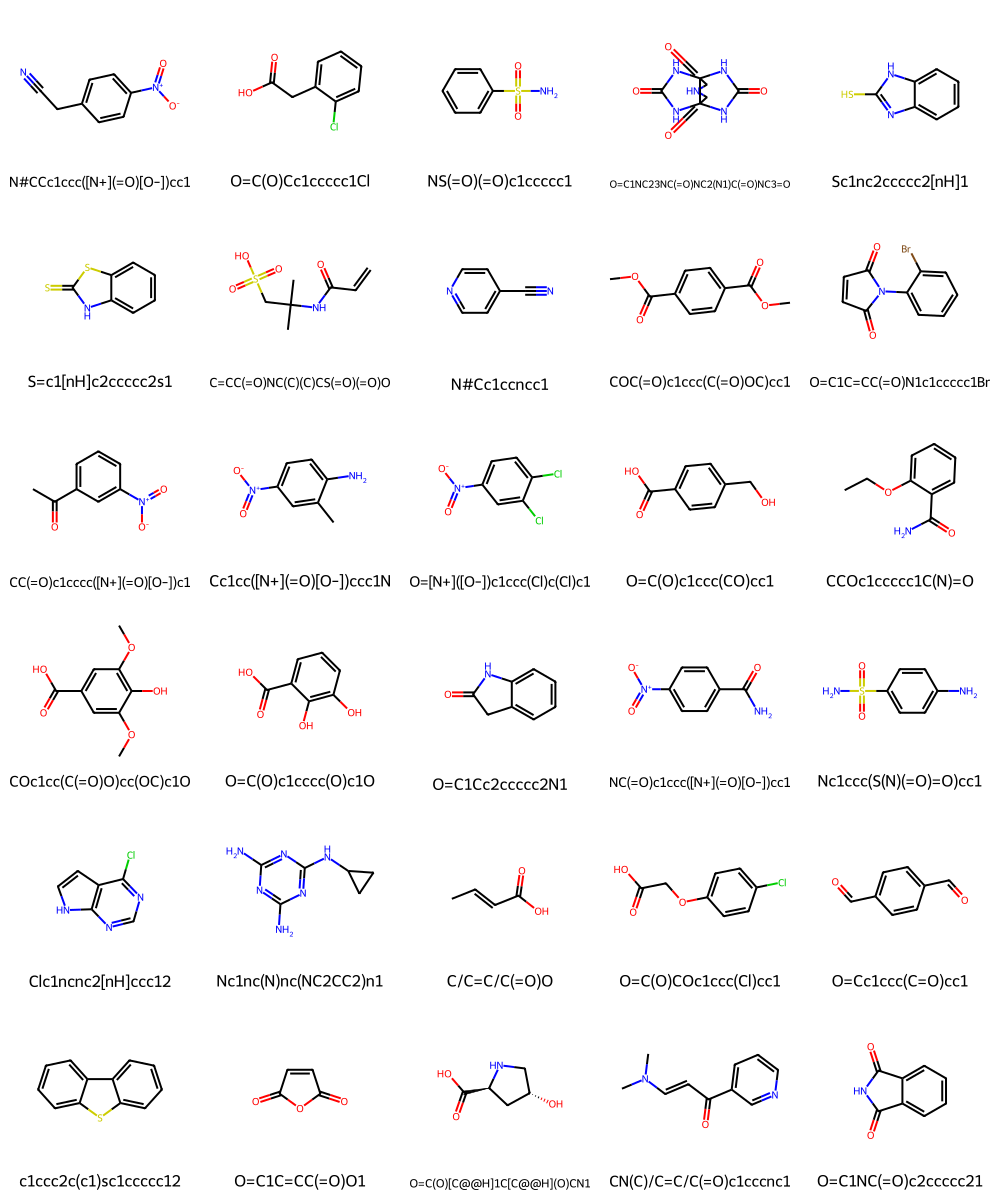 N#CCc1ccc([N+](=O)[O-])cc1
O=C(O)Cc1ccccc1Cl
NS(=O)(=O)c1ccccc1
O=C1NC23NC(=O)NC2(N1)C(=O)NC3=O
Sc1nc2ccccc2[nH]1
S=c1[nH]c2ccccc2s1
C=CC(=O)NC(C)(C)CS(=O)(=O)O
N#Cc1ccncc1
COC(=O)c1ccc(C(=O)OC)cc1
O=C1C=CC(=O)N1c1ccccc1Br
CC(=O)c1cccc([N+](=O)[O-])c1
Cc1cc([N+](=O)[O-])ccc1N
O=[N+]([O-])c1ccc(Cl)c(Cl)c1
O=C(O)c1ccc(CO)cc1
CCOc1ccccc1C(N)=O
COc1cc(C(=O)O)cc(OC)c1O
O=C(O)c1cccc(O)c1O
O=C1Cc2ccccc2N1
NC(=O)c1ccc([N+](=O)[O-])cc1
Nc1ccc(S(N)(=O)=O)cc1
Clc1ncnc2[nH]ccc12
Nc1nc(N)nc(NC2CC2)n1
C/C=C/C(=O)O
O=C(O)COc1ccc(Cl)cc1
O=Cc1ccc(C=O)cc1
c1ccc2c(c1)sc1ccccc12
O=C1C=CC(=O)O1
O=C(O)[C@@H]1C[C@@H](O)CN1
CN(C)/C=C/C(=O)c1cccnc1
O=C1NC(=O)c2ccccc21